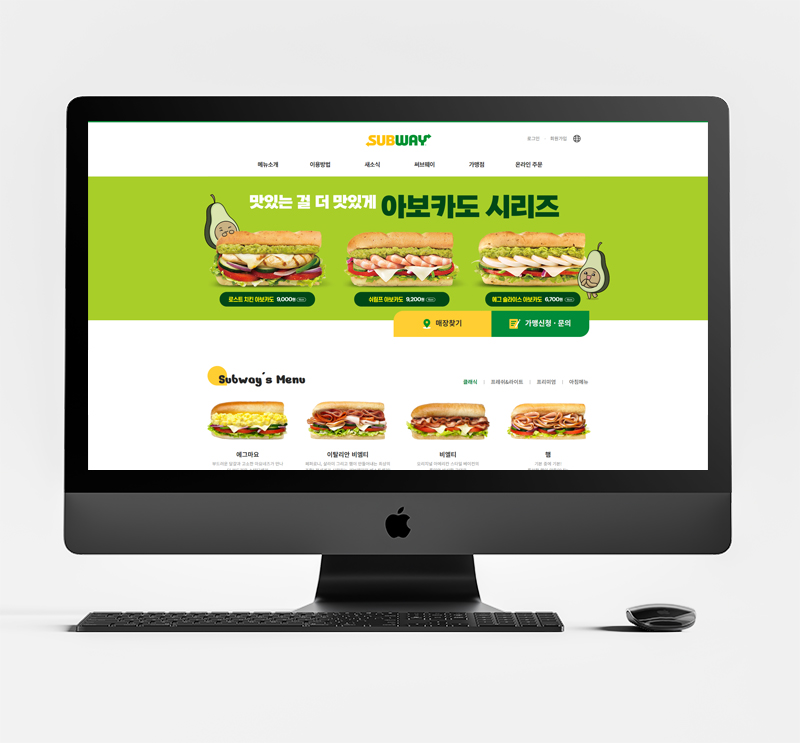 SUBWAY
로그인 회원가입
메뉴소개 이용방법 새소식 써브웨이 가맹점 온라인 주문
맛있는 걸 더 맛있게 아보카도 시리즈
로스트 치킨 아보카도 9,000원
쉬림프 아보카도 9,200원
에그 슬라이스 아보카도 6,700원
매장찾기
가맹신청 · 문의
Subway's Menu
클래식 | 프레쉬&라이트 | 프리미엄 | 아침메뉴
에그마요
이탈리안 비엠티
비엘티
햄